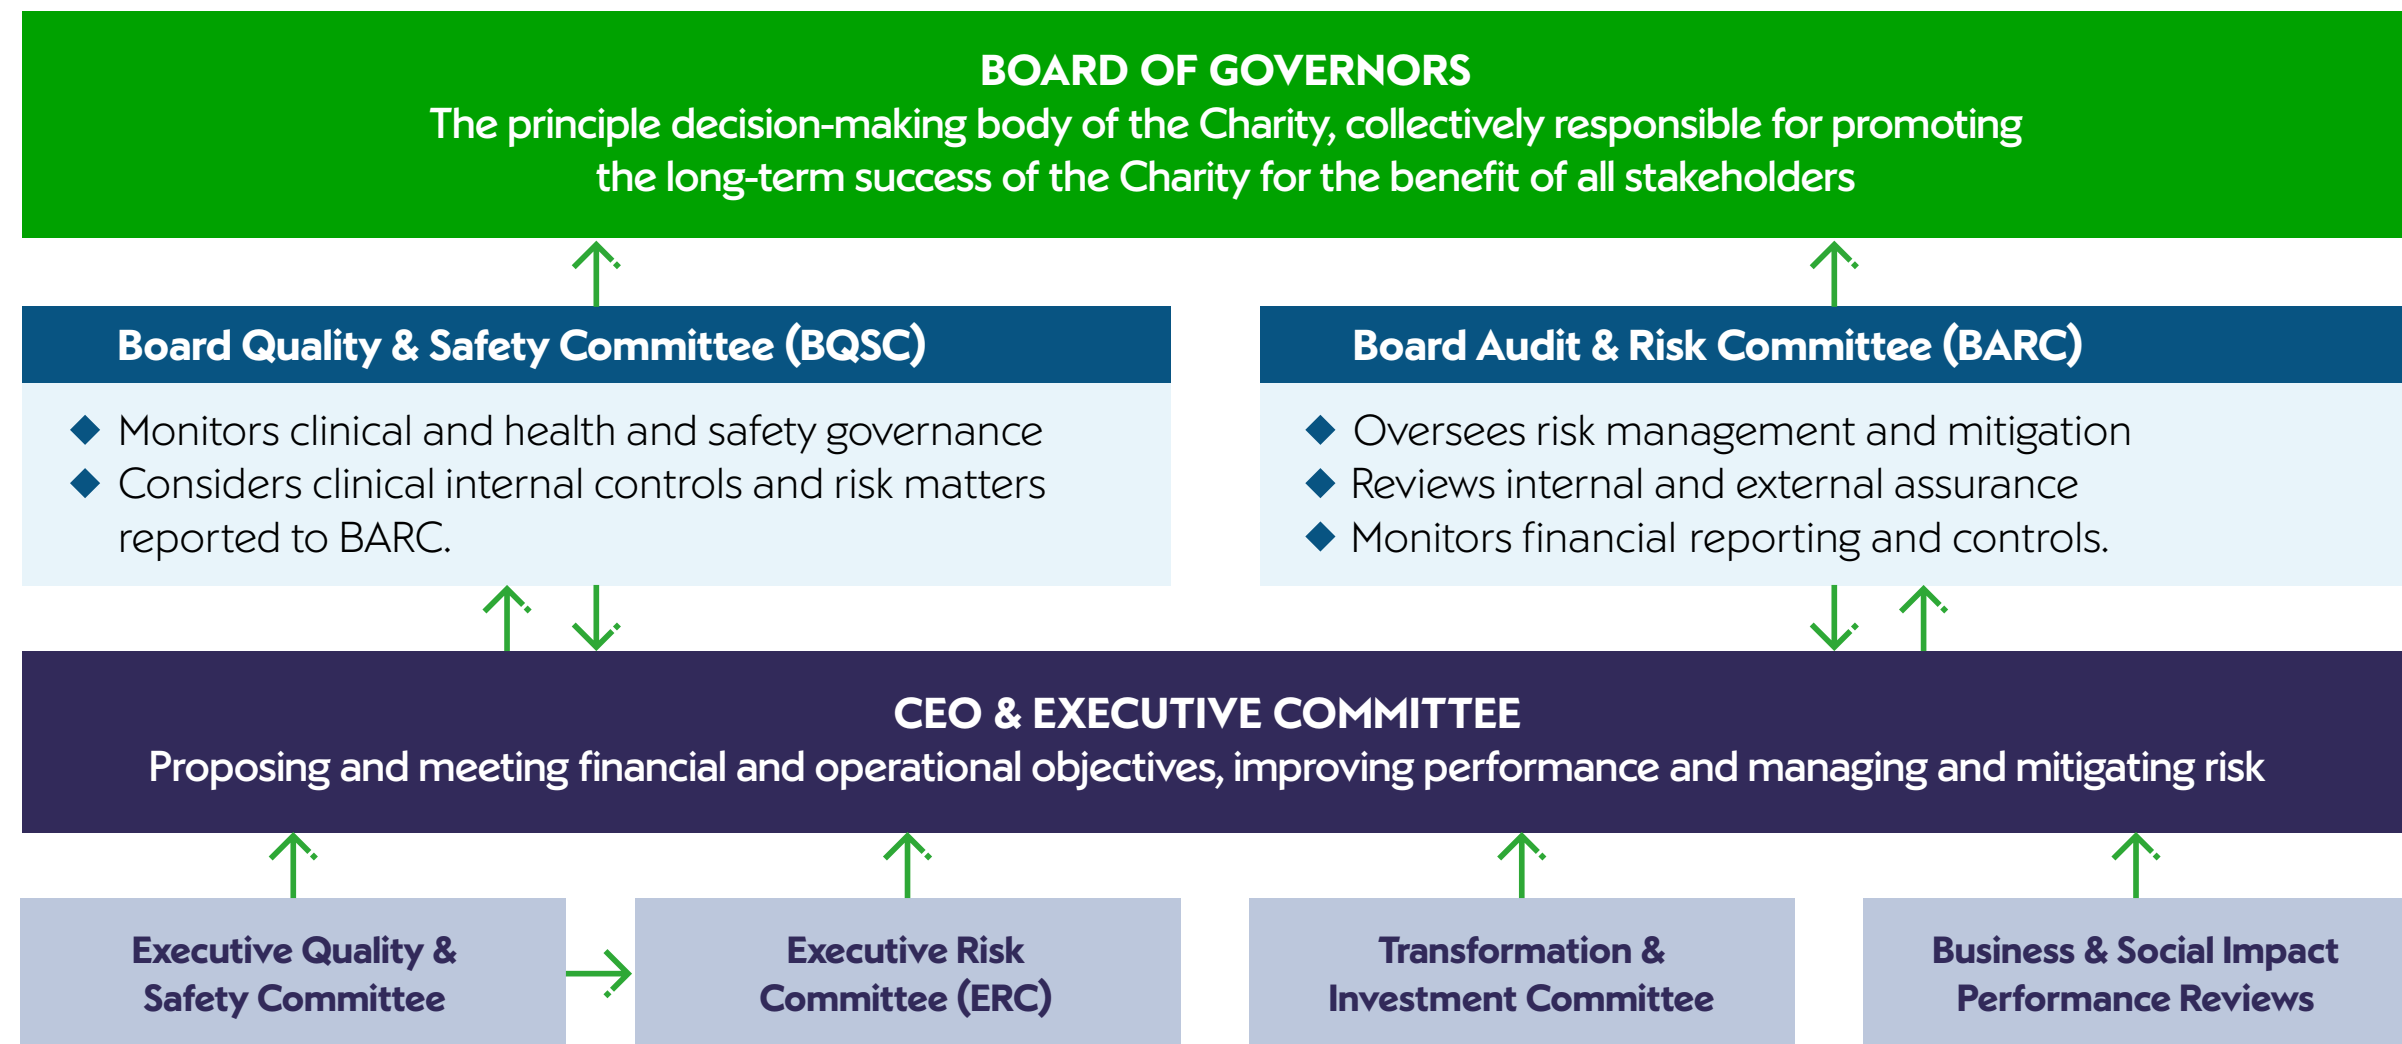 BOARD OF GOVERNORS
The principle decision-making body of the Charity, collectively responsible for promoting
the long-term success of the Charity for the benefit of all stakeholders
Board Quality & Safety Committee (BQSC)
Monitors clinical and health and safety governance
Considers clinical internal controls and risk matters
reported to BARC.
Board Audit & Risk Committee (BARC)
Oversees risk management and mitigation
Reviews internal and external assurance
Monitors financial reporting and controls.
CEO & EXECUTIVE COMMITTEE
Proposing and meeting financial and operational objectives, improving performance and managing and mitigating risk
Executive Quality &
Safety Committee
Executive Risk
Committee (ERC)
Transformation &
Investment Committee
Business & Social Impact
Performance Reviews